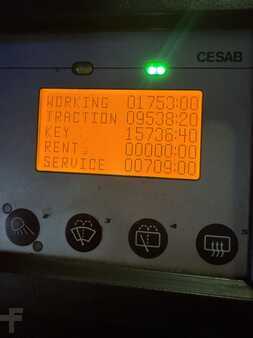 CESAB
WORKING 01753:00
TRACTION 09538:20
KEY 15736:40
RENT 00000:00
SERVICE 00709:00